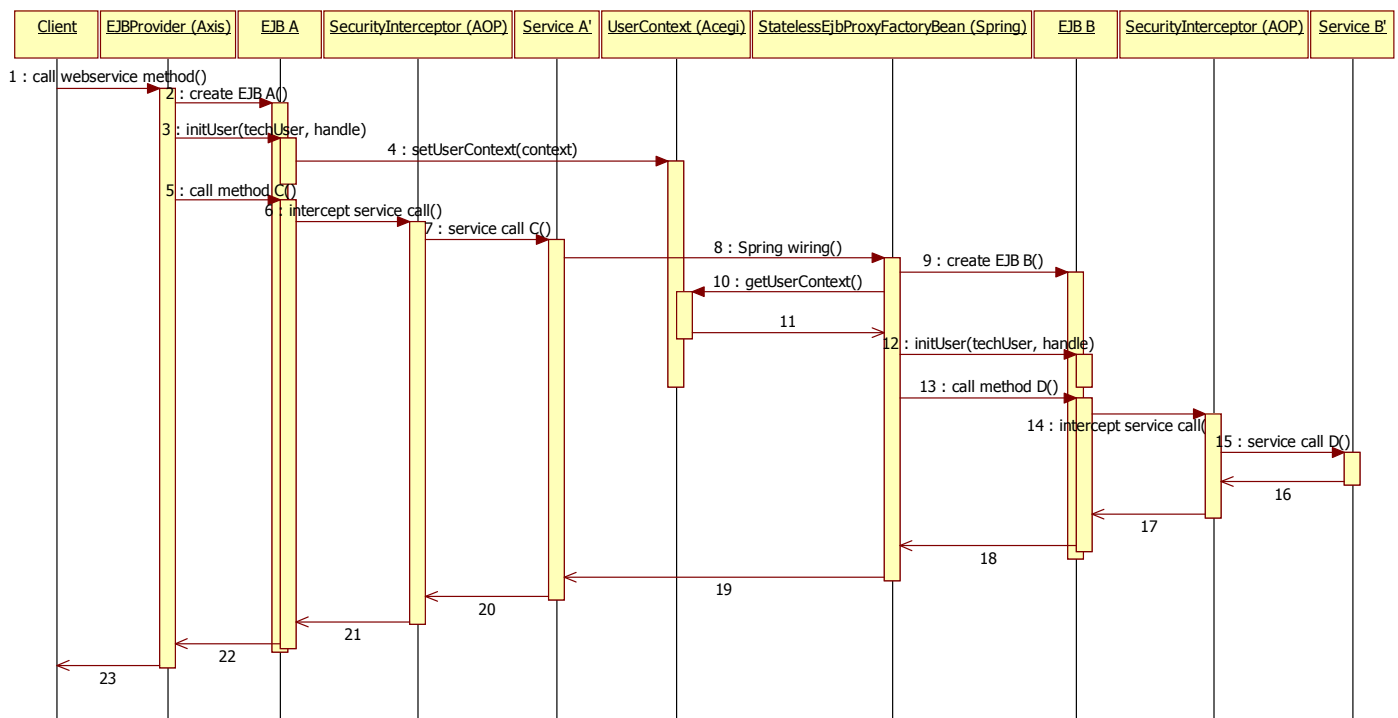 Client
EJBProvider (Axis)
EJB A
SecurityInterceptor (AOP)
Service A'
UserContext (Acegi)
StatelessEjbProxyFactoryBean (Spring)
EJB B
SecurityInterceptor (AOP)
Service B'
1 : call webservice method()
2 : create EJB A()
3 : initUser(techUser, handle)
4 : setUserContext(context)
5 : call method C()
6 : intercept service call()
7 : service call C()
8 : Spring wiring()
9 : create EJB B()
10 : getUserContext()
11
12 : initUser(techUser, handle)
13 : call method D()
14 : intercept service call(
15 : service call D()
16
17
18
19
20
21
22
23